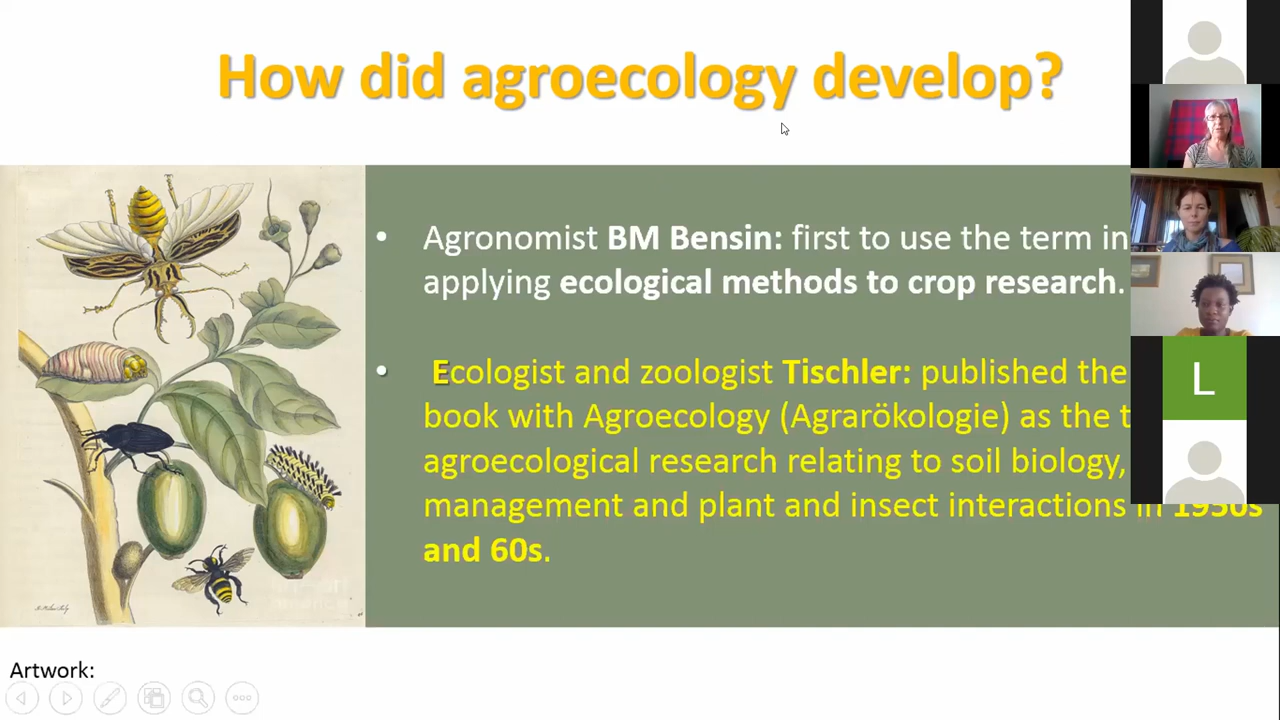 How did agroecology develop?
• Agronomist BM Bensin: first to use the term in
applying ecological methods to crop research.
• Ecologist and zoologist Tischler: published the
book with Agroecology (Agrarökologie) as the
agroecological research relating to soil biology,
management and plant and insect interactions in 1950s
and 60s.
L
Artwork: